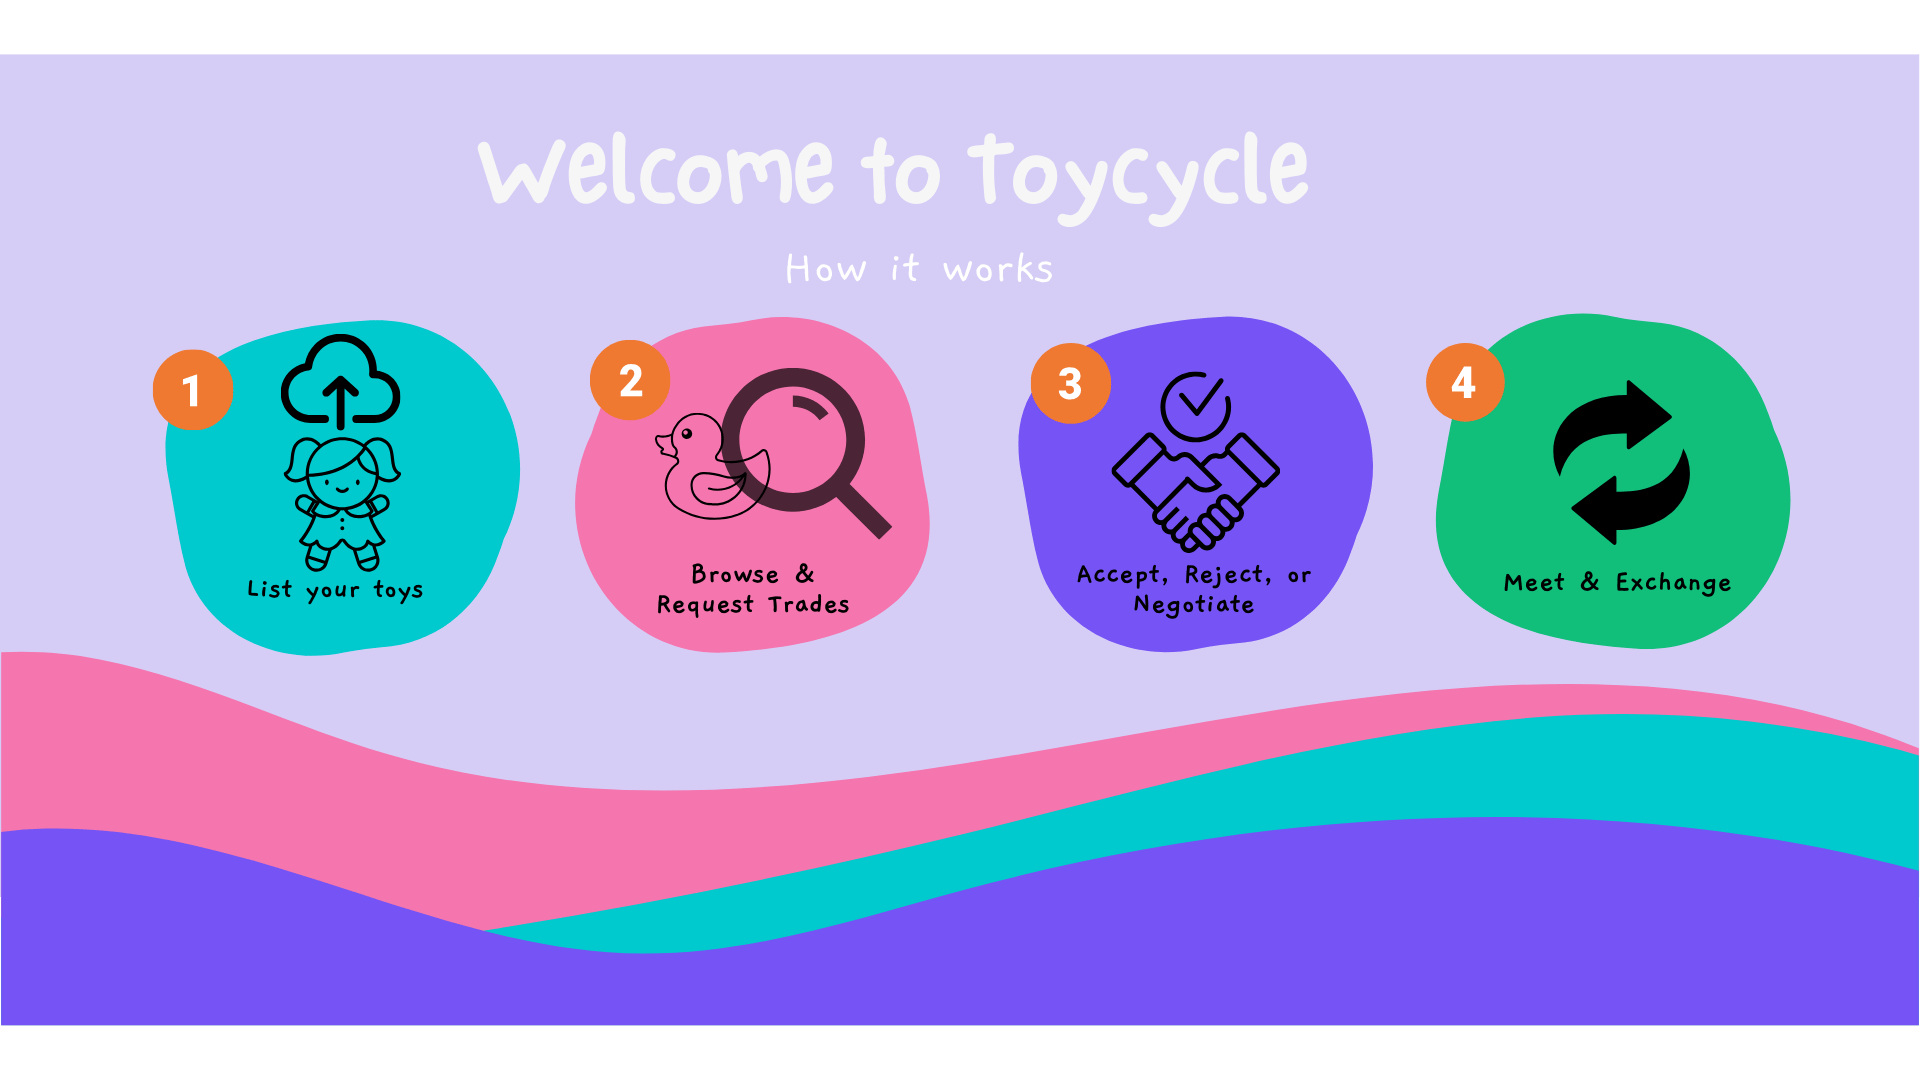 Welcome to Toycycle
How it works
1
List your toys
2
Browse &
Request Trades
3
Accept, Reject, or
Negotiate
4
Meet & Exchange